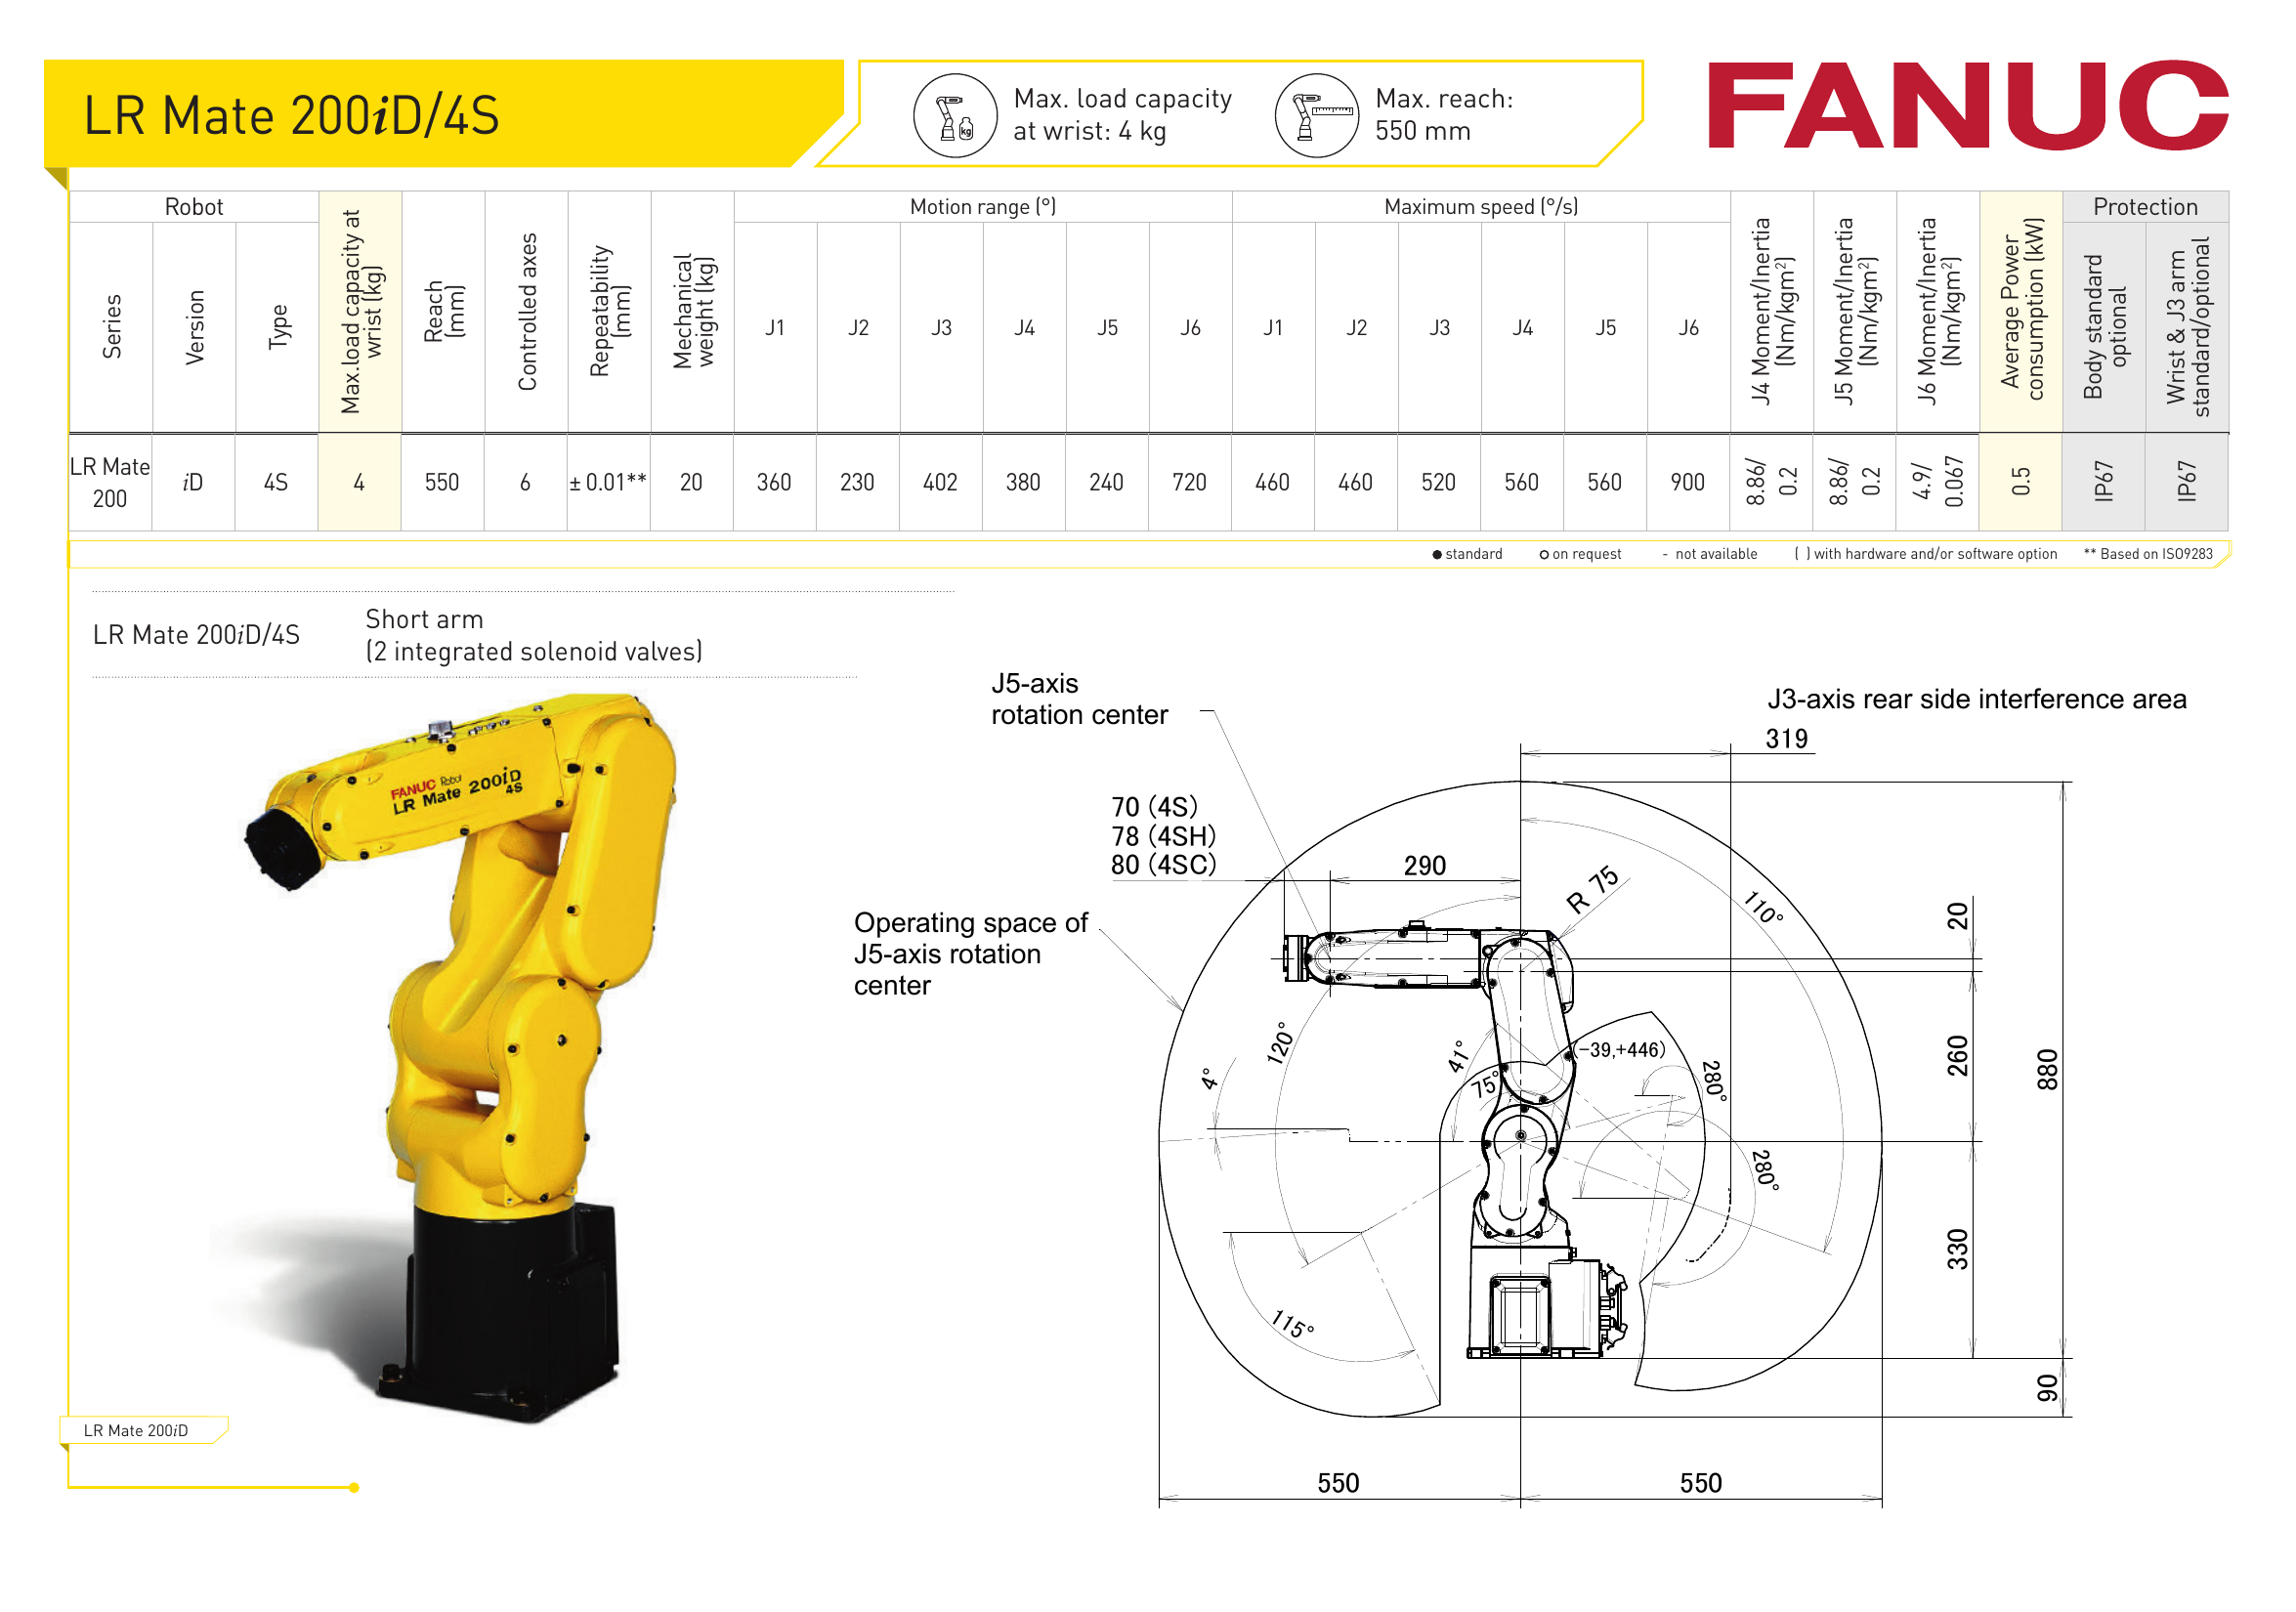 LR Mate 200iD/4S
Max. load capacity
at wrist: 4 kg
Max. reach:
550 mm
FANUC
kg
Robot
Motion range (°)
Maximum speed (°/s)
Protection
Series
Version
Type
Max.load capacity at
wrist (kg)
Reach
(mm)
Controlled axes
Repeatability
(mm)
Mechanical
weight (kg)
J1
J2
J3
J4
J5
J6
J1
J2
J3
J4
J5
J6
J4 Moment/Inertia
(Nm/kgm²)
J5 Moment/Inertia
(Nm/kgm²)
J6 Moment/Inertia
(Nm/kgm²)
Average Power
consumption (kW)
Body standard
optional
Wrist & J3 arm
standard/optional
LR Mate
200
iD
4S
4
550
6
± 0.01**
20
360
230
402
380
240
720
460
460
520
560
560
900
8.86/
0.2
8.86/
0.2
4.9/
0.067
0.5
IP67
IP67
● standard
○ on request
- not available
( ) with hardware and/or software option
** Based on ISO9283
LR Mate 200iD/4S
Short arm
(2 integrated solenoid valves)
FANUC Robot
LR Mate 200iD
4S
J5-axis
rotation center
J3-axis rear side interference area
319
70 (4S)
78 (4SH)
80 (4SC)
290
R 75
110°
20
Operating space of
J5-axis rotation
center
120°
41°
(-39,+446)
4°
75°
280°
260
880
280°
330
115°
90
550
550
LR Mate 200iD